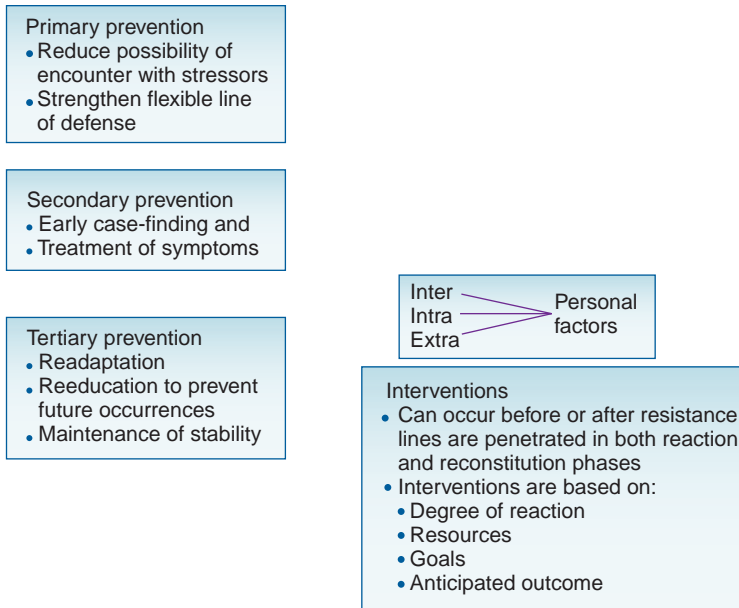 Primary prevention
• Reduce possibility of
encounter with stressors
• Strengthen flexible line
of defense
Secondary prevention
• Early case-finding and
• Treatment of symptoms
Tertiary prevention
• Readaptation
• Reeducation to prevent
future occurrences
• Maintenance of stability
Inter
Intra
Extra
Personal
factors
Interventions
• Can occur before or after resistance
lines are penetrated in both reaction
and reconstitution phases
• Interventions are based on:
• Degree of reaction
• Resources
• Goals
• Anticipated outcome